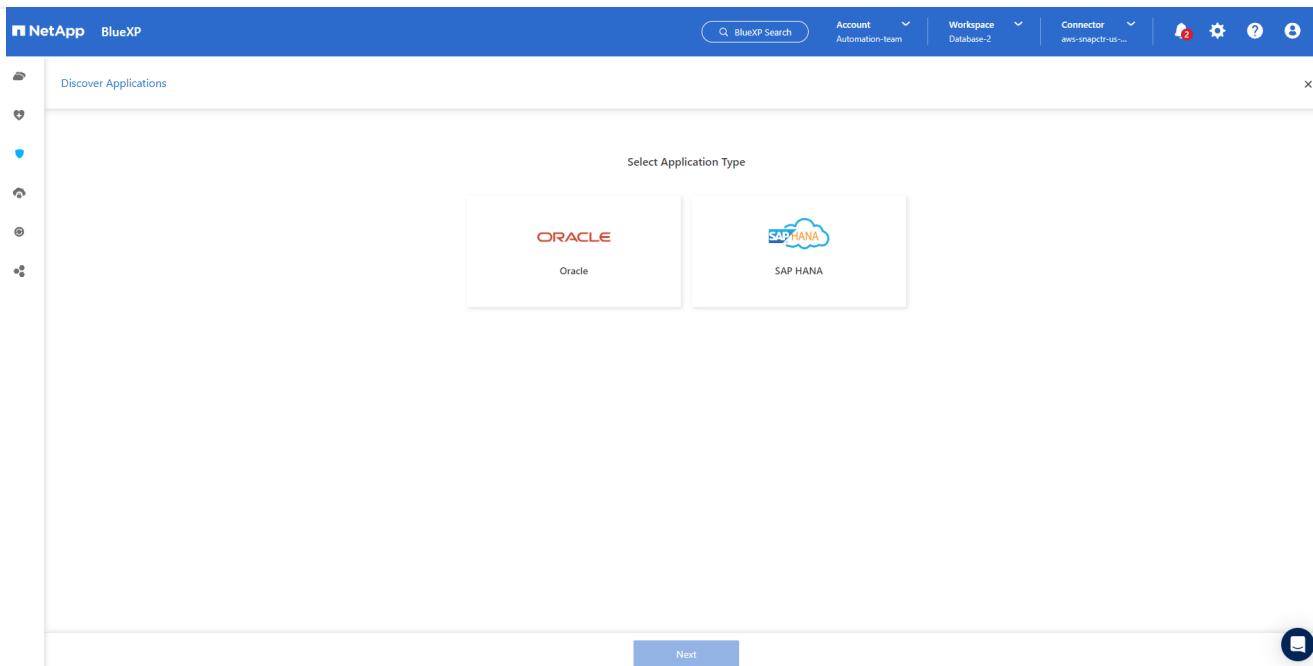 NetApp BlueXP
BlueXP Search
Account
Automation-team
Workspace
Database-2
Connector
aws-snapctr-us-...
2
Discover Applications
Select Application Type
ORACLE
Oracle
SAP HANA
SAP HANA
Next